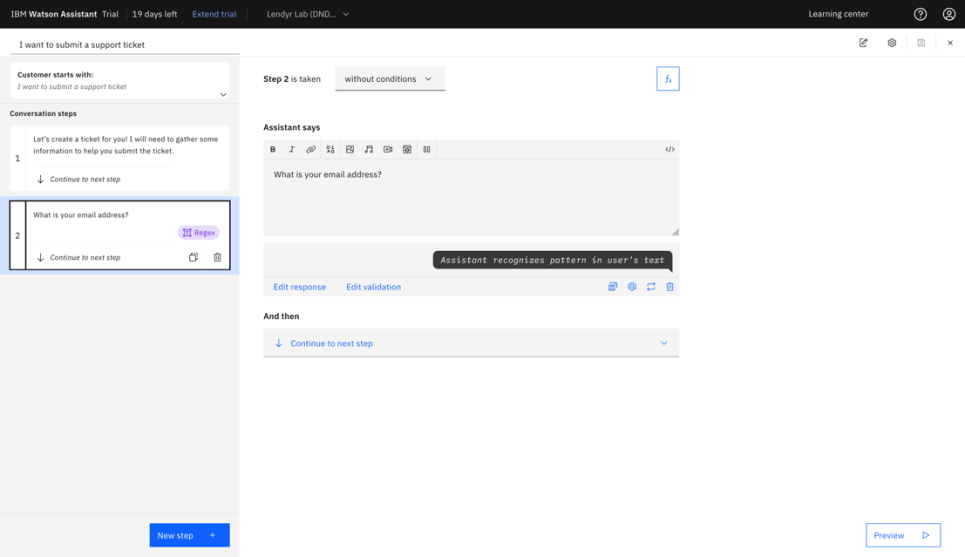 IBM Watson Assistant Trial
19 days left
Extend trial
Lendyr Lab (DND...
Learning center
I want to submit a support ticket
Customer starts with:
I want to submit a support ticket
Conversation steps
1
Let's create a ticket for you! I will need to gather some
information to help you submit the ticket.
Continue to next step
2
What is your email address?
Regex
Continue to next step
New step +
Step 2 is taken
without conditions
fx
Assistant says
B I
</>
What is your email address?
Assistant recognizes pattern in user's text
Edit response
Edit validation
And then
Continue to next step
Preview